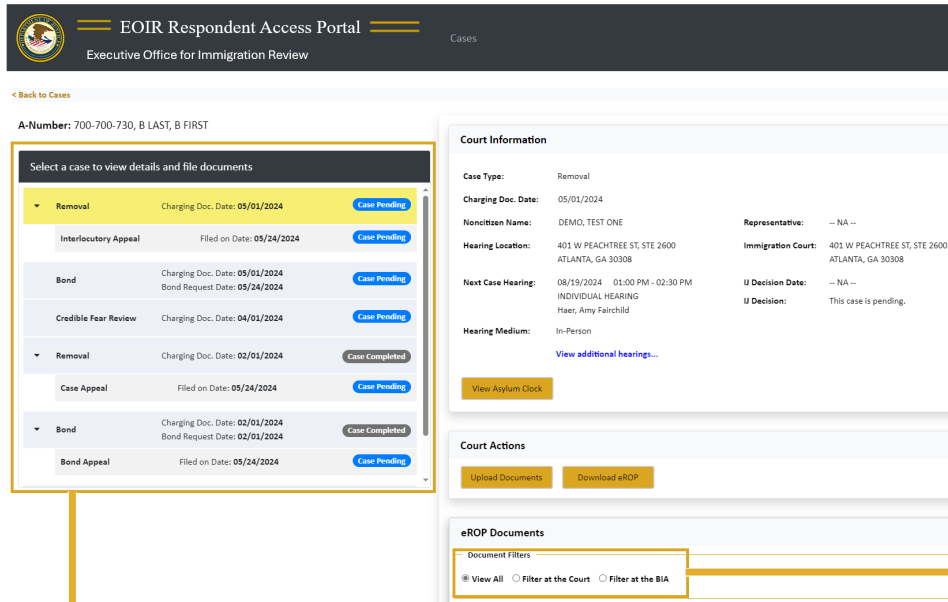 EOIR Respondent Access Portal
Executive Office for Immigration Review
Cases
< Back to Cases
A-Number: 700-700-730, B LAST, B FIRST
Select a case to view details and file documents
Removal Charging Doc. Date: 05/01/2024 Case Pending
Interlocutory Appeal Filed on Date: 05/24/2024 Case Pending
Bond Charging Doc. Date: 05/01/2024 Case Pending
Bond Request Date: 05/24/2024
Credible Fear Review Charging Doc. Date: 04/01/2024 Case Pending
Removal Charging Doc. Date: 02/01/2024 Case Completed
Case Appeal Filed on Date: 05/24/2024 Case Pending
Bond Charging Doc. Date: 02/01/2024 Case Completed
Bond Request Date: 02/01/2024
Bond Appeal Filed on Date: 05/24/2024 Case Pending
Court Information
Case Type: Removal
Charging Doc. Date: 05/01/2024
Noncitizen Name: DEMO, TEST ONE Representative: -- NA --
Hearing Location: 401 W PEACHTREE ST, STE 2600 Immigration Court: 401 W PEACHTREE ST, STE 2600
ATLANTA, GA 30308 ATLANTA, GA 30308
Next Case Hearing: 08/19/2024 01:00 PM - 02:30 PM IJ Decision Date: -- NA --
INDIVIDUAL HEARING IJ Decision: This case is pending.
Haer, Amy Fairchild
Hearing Medium: In-Person
View additional hearings...
View Asylum Clock
Court Actions
Upload Documents Download eROP
eROP Documents
Document Filters
View All Filter at the Court Filter at the BIA